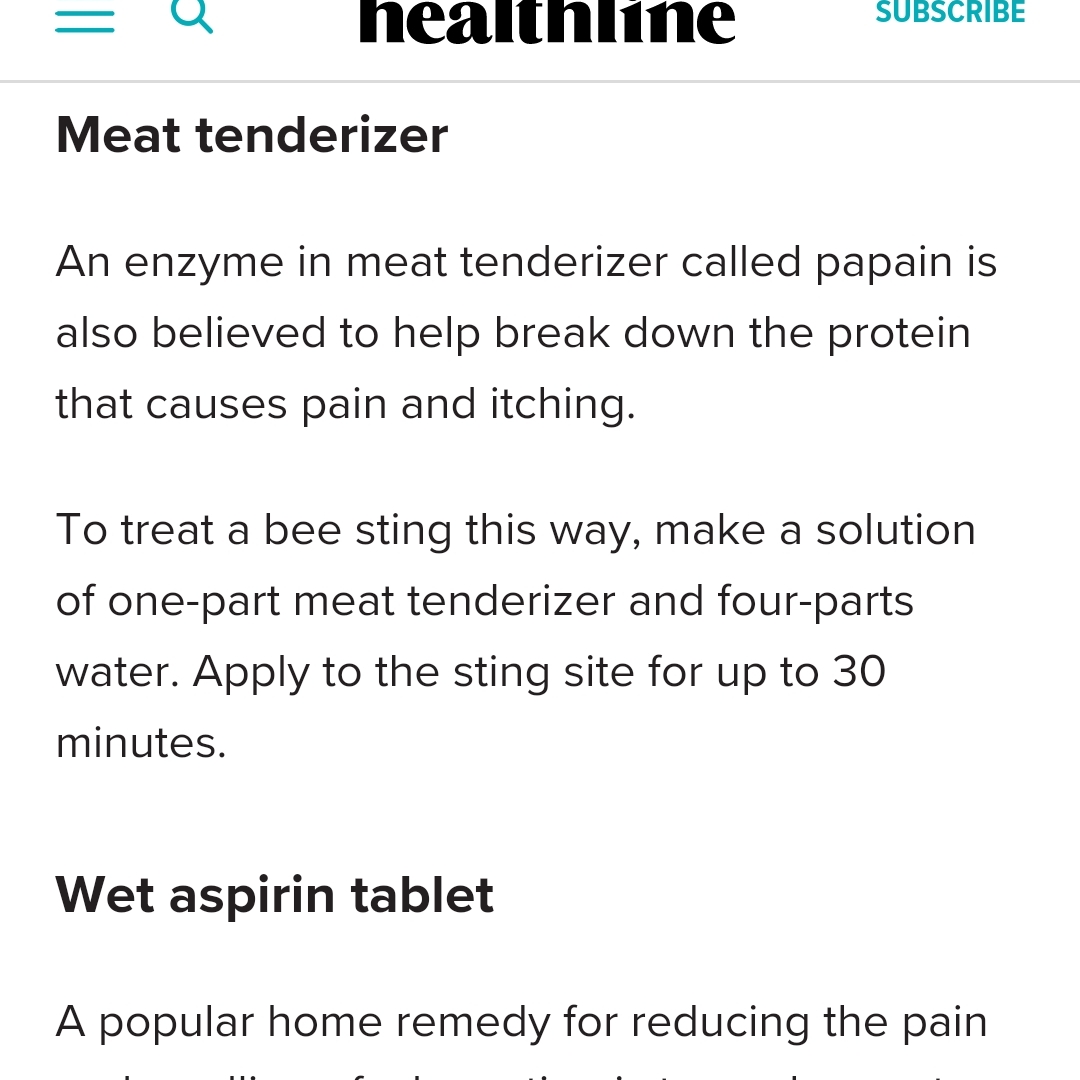 healthline
SUBSCRIBE
Meat tenderizer
An enzyme in meat tenderizer called papain is
also believed to help break down the protein
that causes pain and itching.
To treat a bee sting this way, make a solution
of one-part meat tenderizer and four-parts
water. Apply to the sting site for up to 30
minutes.
Wet aspirin tablet
A popular home remedy for reducing the pain